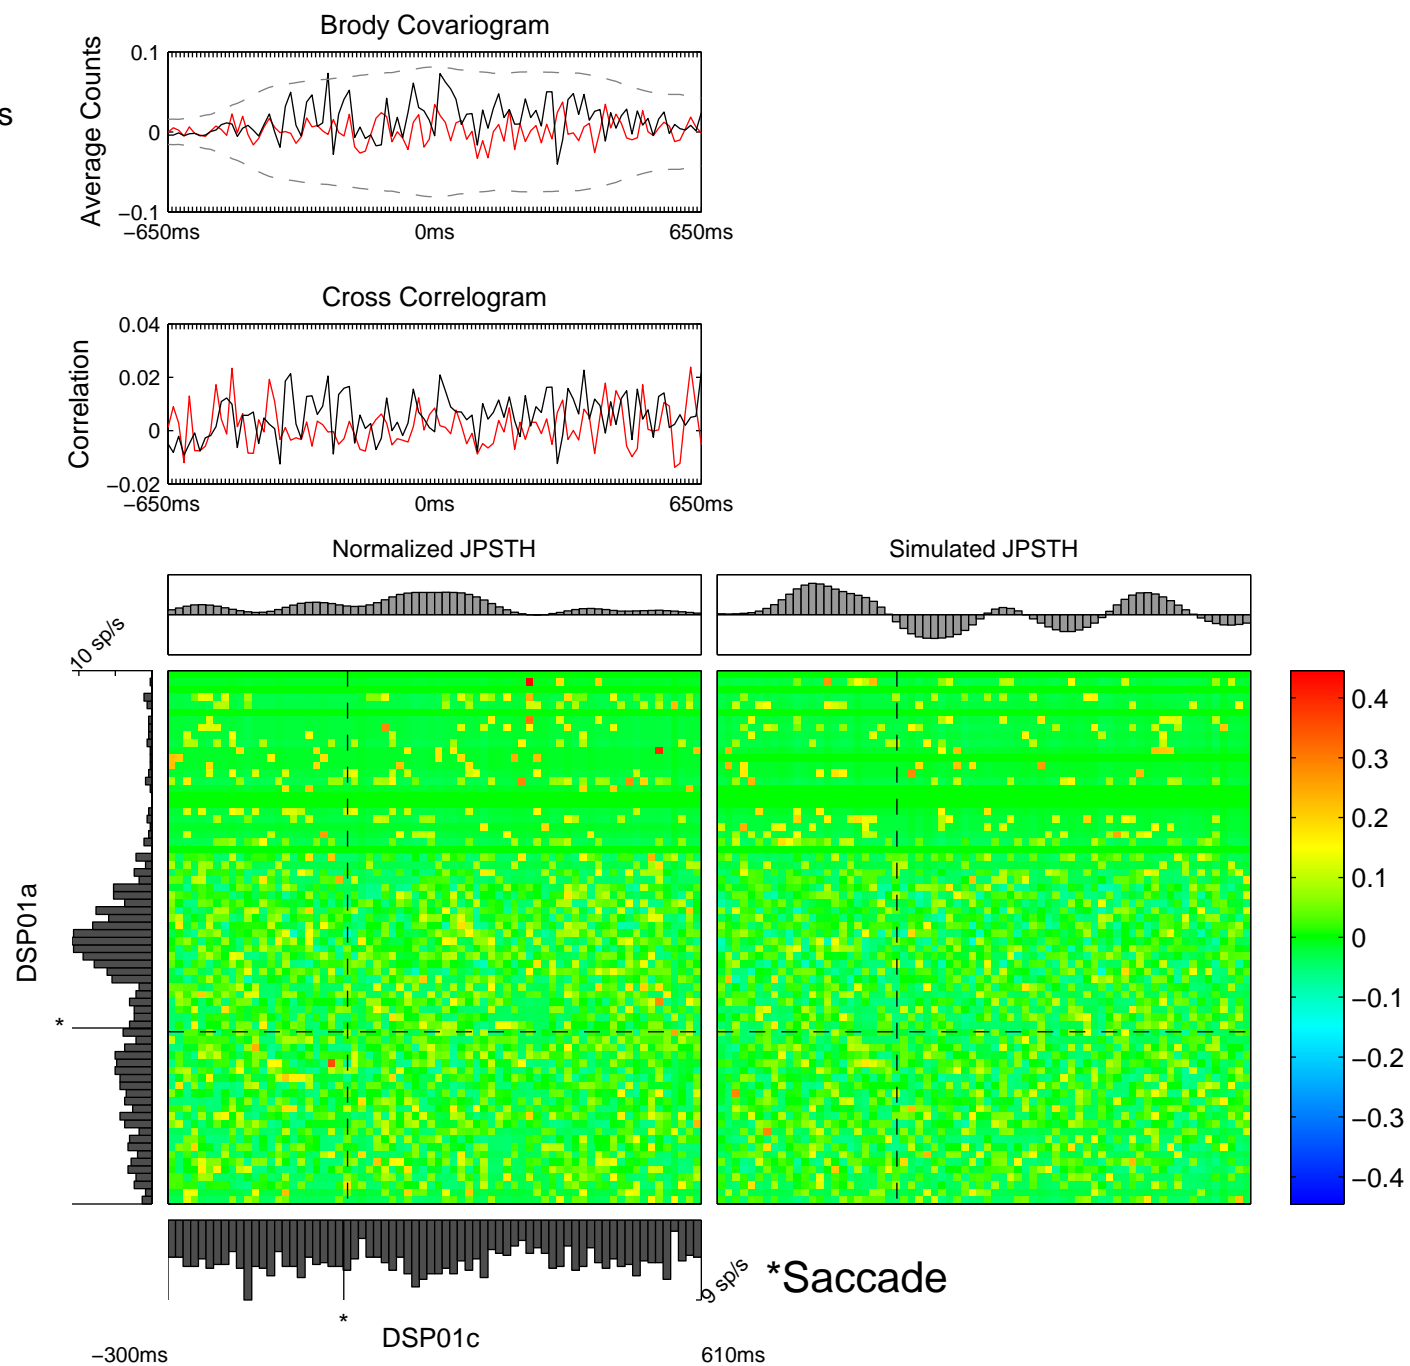 Brody Covariogram
s
Average Counts
0.1
0
−0.1
−650ms
0ms
650ms
Cross Correlogram
Correlation
0.04
0.02
0
−0.02
−650ms
0ms
650ms
Normalized JPSTH
Simulated JPSTH
10 sp/s
DSP01a
*
0.4
0.3
0.2
0.1
0
−0.1
−0.2
−0.3
−0.4
9 sp/s
*Saccade
*
DSP01c
−300ms
610ms